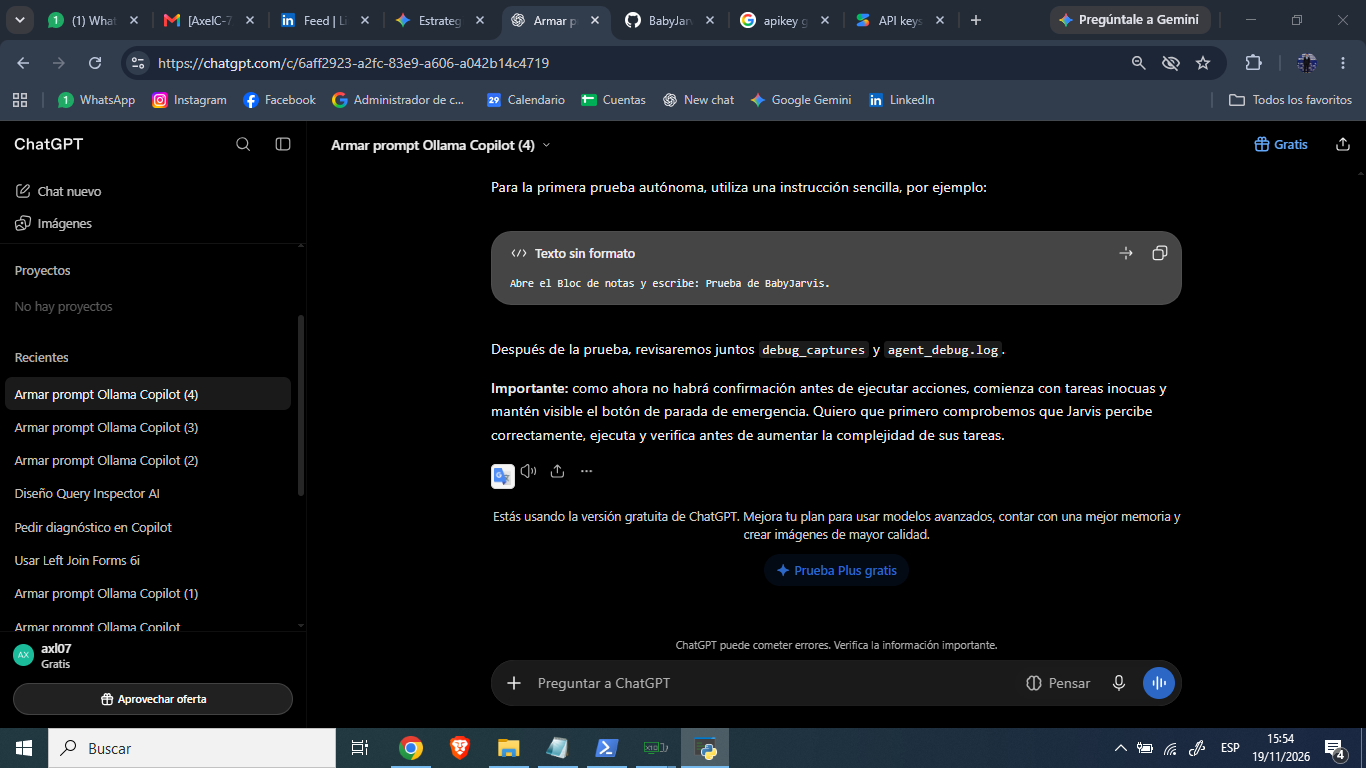 (1) What
[AxelC-7
Feed | Li
Estrateg
Armar p
BabyJar
apikey g
API keys
Pregúntale a Gemini
https://chatgpt.com/c/6aff2923-a2fc-83e9-a606-a042b14c4719
WhatsApp
Instagram
Facebook
Administrador de c...
Calendario
Cuentas
New chat
Google Gemini
LinkedIn
Todos los favoritos
ChatGPT
Chat nuevo
Imágenes
Proyectos
No hay proyectos
Recientes
Armar prompt Ollama Copilot (4)
Armar prompt Ollama Copilot (3)
Armar prompt Ollama Copilot (2)
Diseño Query Inspector AI
Pedir diagnóstico en Copilot
Usar Left Join Forms 6i
Armar prompt Ollama Copilot (1)
Armar prompt Ollama Copilot
AX
axl07
Gratis
Aprovechar oferta
Armar prompt Ollama Copilot (4)
Gratis
Para la primera prueba autónoma, utiliza una instrucción sencilla, por ejemplo:
Texto sin formato
Abre el Bloc de notas y escribe: Prueba de BabyJarvis.
Después de la prueba, revisaremos juntos debug_captures y agent_debug.log.
Importante: como ahora no habrá confirmación antes de ejecutar acciones, comienza con tareas inocuas y
mantén visible el botón de parada de emergencia. Quiero que primero comprobemos que Jarvis percibe
correctamente, ejecuta y verifica antes de aumentar la complejidad de sus tareas.
Estás usando la versión gratuita de ChatGPT. Mejora tu plan para usar modelos avanzados, contar con una mejor memoria y
crear imágenes de mayor calidad.
Prueba Plus gratis
ChatGPT puede cometer errores. Verifica la información importante.
Preguntar a ChatGPT
Pensar
Buscar
ESP
15:54
19/11/2026
4